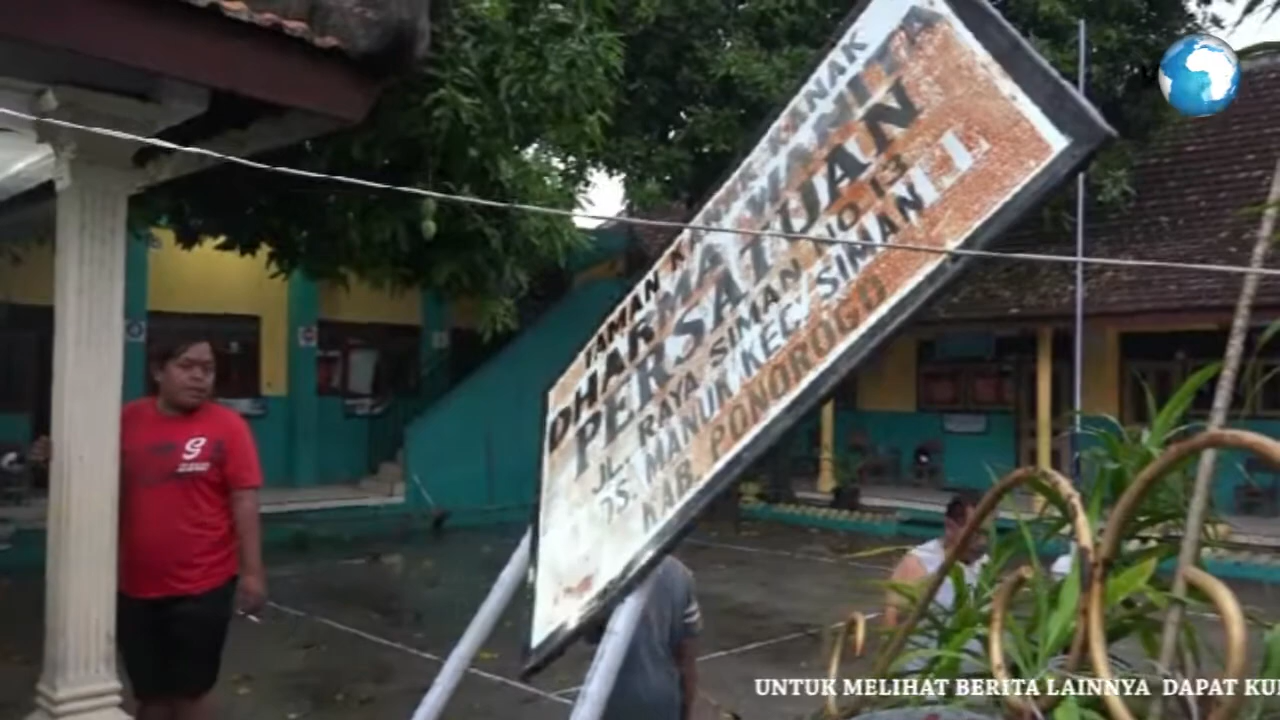 TAMAN KANAK KANAK
DHARMA WANITA
PERSATUAN
JL. RAYA SIMAN NO 13
DS. MANUK KEC. SIMAN
KAB. PONOROGO
UNTUK MELIHAT BERITA LAINNYA DAPAT